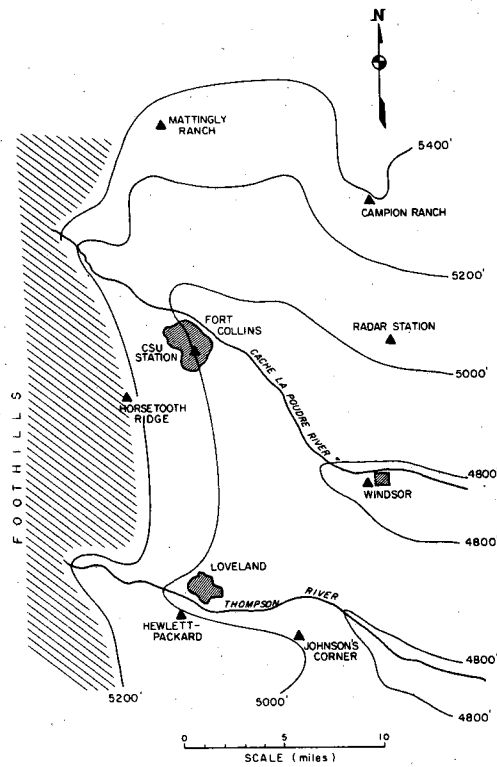 N
MATTINGLY
RANCH
5400'
CAMPION RANCH
5200'
FORT
COLLINS
CSU
STATION
RADAR STATION
5000'
HORSETOOTH
RIDGE
CACHE LA POUDRE RIVER
FOOTHILLS
4800'
WINDSOR
4800'
LOVELAND
THOMPSON RIVER
HEWLETT-
PACKARD
JOHNSON'S
CORNER
4800'
5200'
5000'
4800'
0 5 10
SCALE (miles)